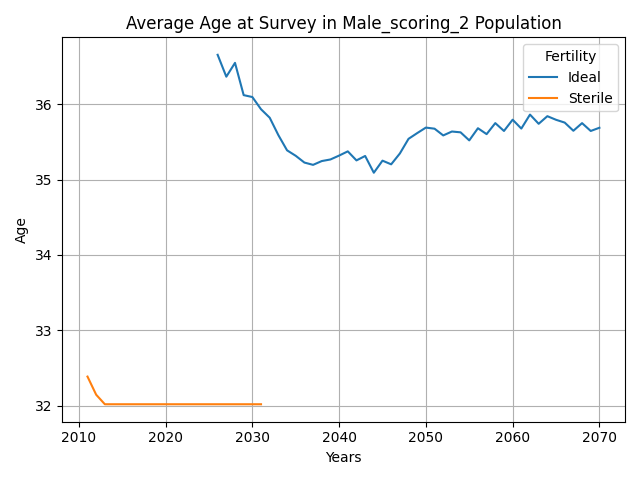 Average Age at Survey in Male_scoring_2 Population
Fertility
Ideal
Sterile
Age
36
35
34
33
32
2010 2020 2030 2040 2050 2060 2070
Years